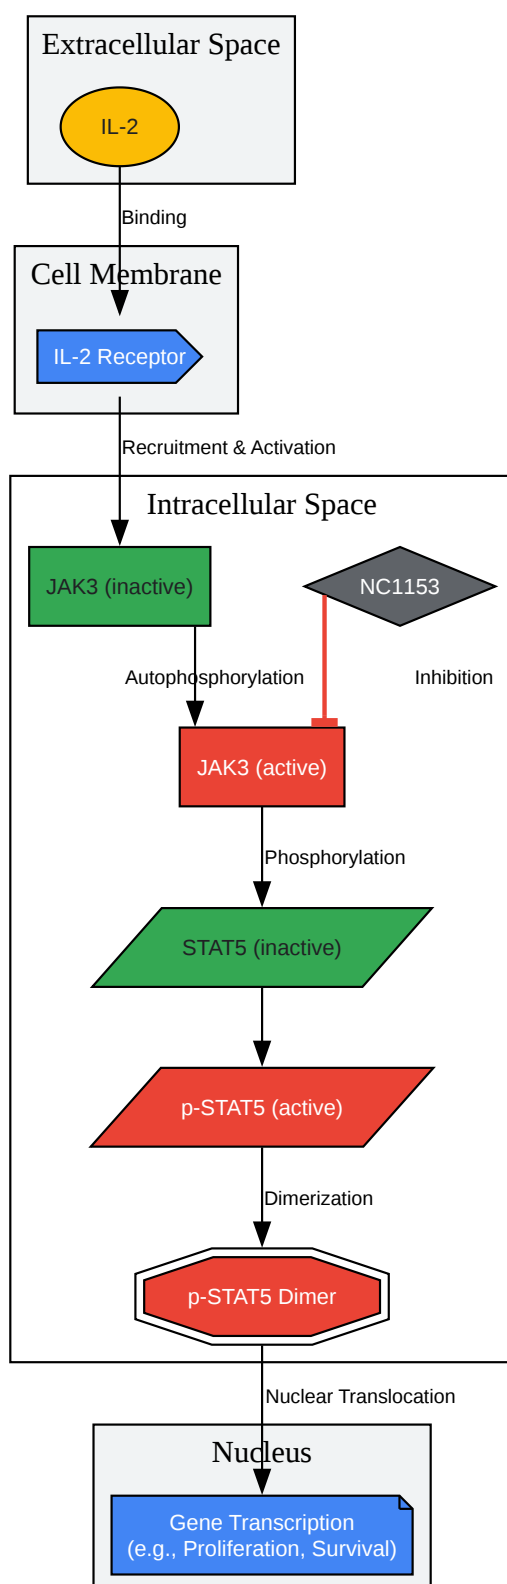 Extracellular Space
IL-2
Binding
Cell Membrane
IL-2 Receptor
Recruitment & Activation
Intracellular Space
JAK3 (inactive)
NC1153
Autophosphorylation
Inhibition
JAK3 (active)
Phosphorylation
STAT5 (inactive)
p-STAT5 (active)
Dimerization
p-STAT5 Dimer
Nuclear Translocation
Nucleus
Gene Transcription
(e.g., Proliferation, Survival)